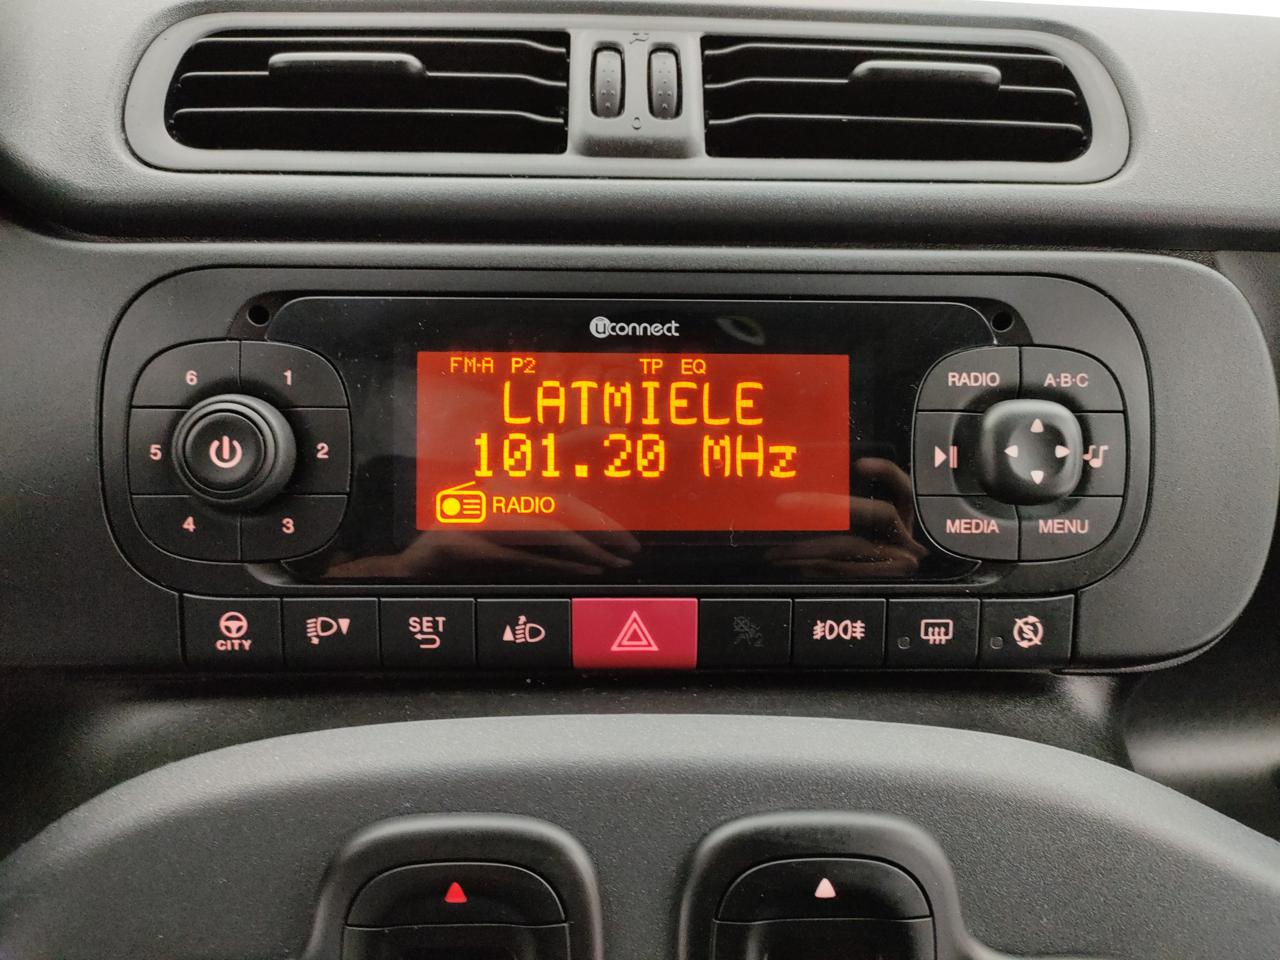 uconnect
FM-A P2 TP EQ
LATMIELE
101.20 MHz
RADIO
6 1
5 2
4 3
RADIO A·B·C
MEDIA MENU
CITY
SET
0